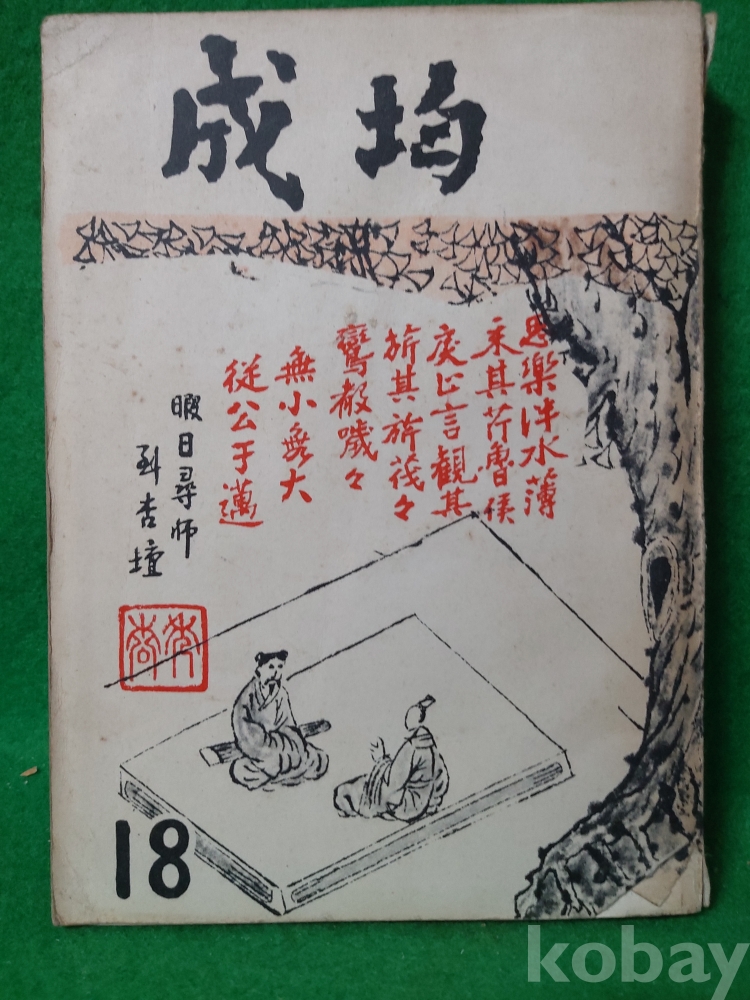 成均
思樂泮水薄
采其芹魯侯
戾止言觀其
旂其旂茷々
鸞聲噦々
無小無大
從公于邁
暇日尋師
到杏壇
18
kobay